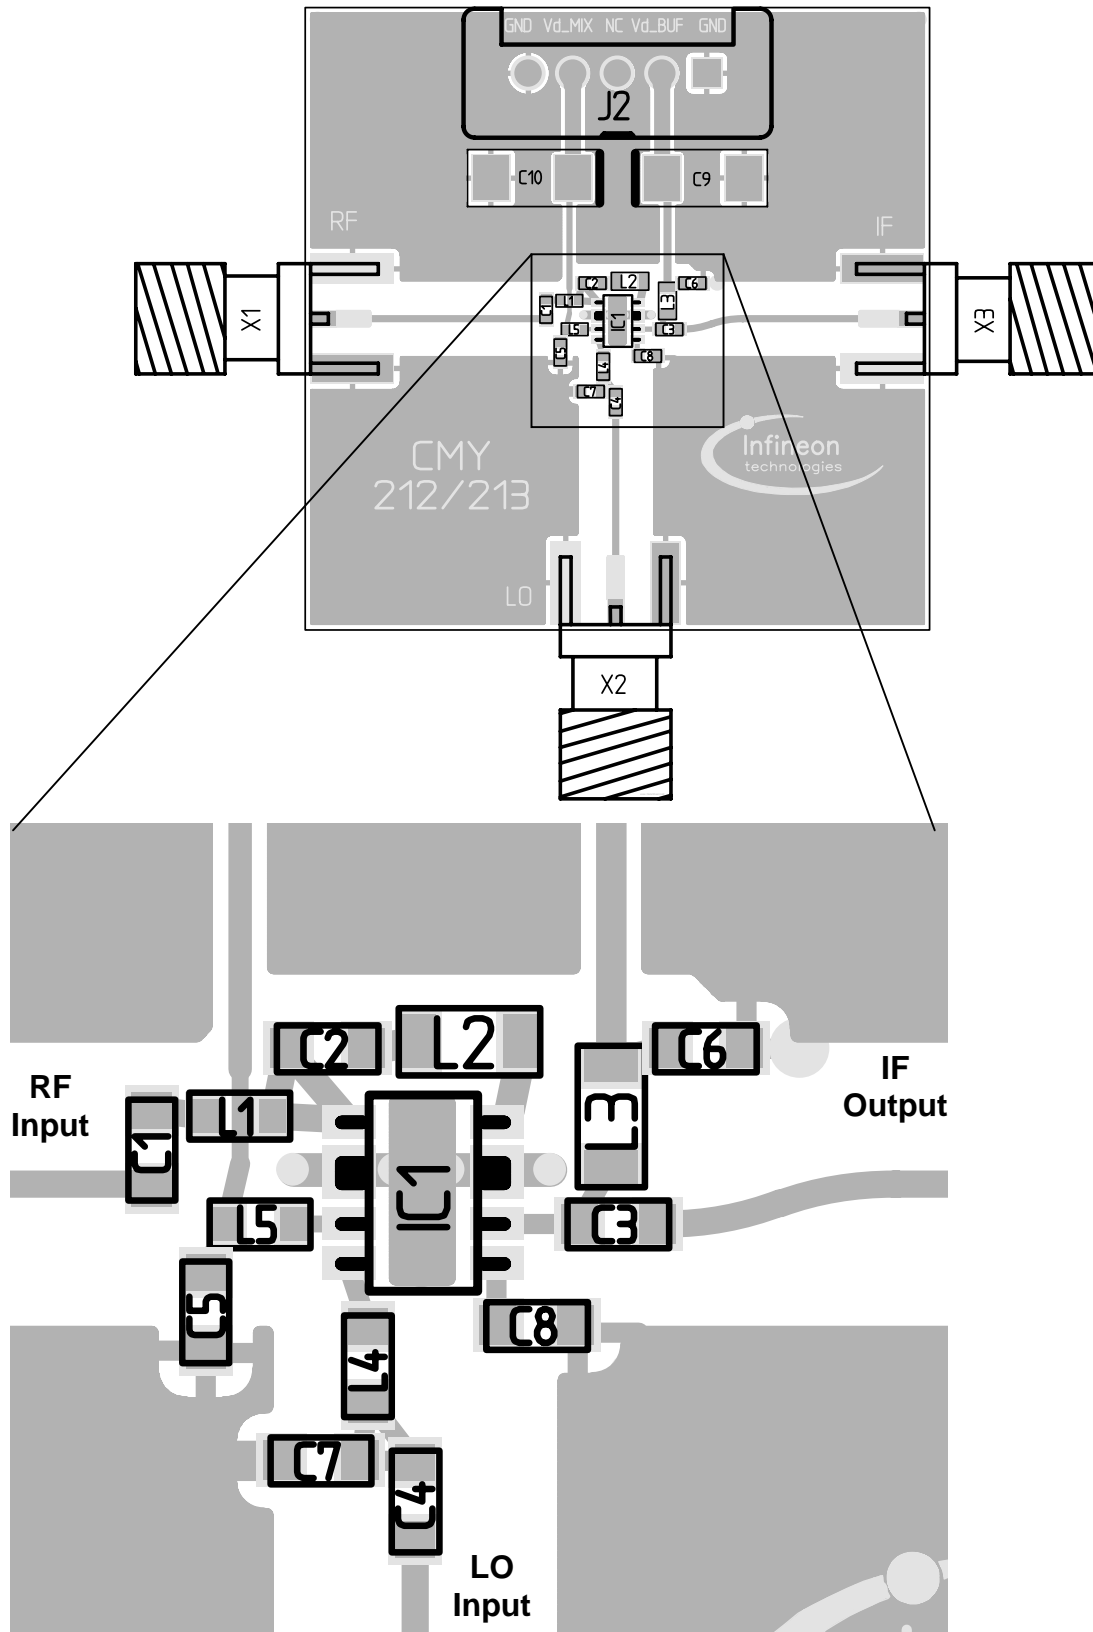 GND Vd_MIX NC Vd_BUF GND
J2
C10
C9
RF
IF
C2
L2
C6
C1
L1
L3
X1
IC1
X3
L5
C3
C5
L4
C8
C7
C4
CMY
212/213
Infineon
technologies
LO
X2
C2
L2
C6
IF
Output
RF
Input
L1
C1
L3
IC1
L5
C3
C5
C8
L4
C7
C4
LO
Input